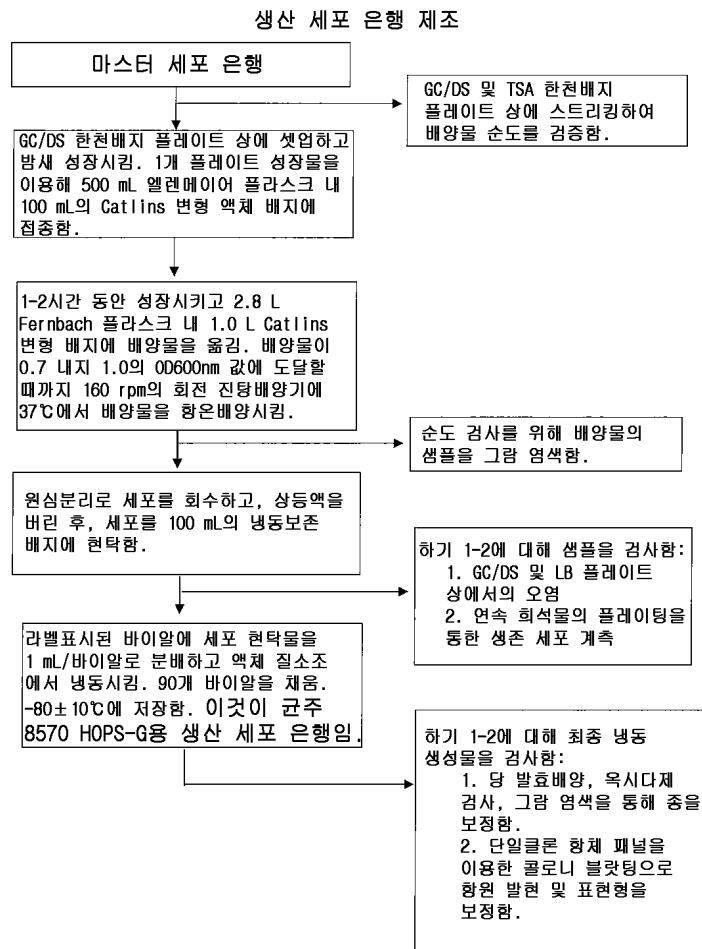 생산 세포 은행 제조
마스터 세포 은행
GC/DS 및 TSA 한천배지
플레이트 상에 스트리킹하여
배양물 순도를 검증함.
GC/DS 한천배지 플레이트 상에 셋업하고
밤새 성장시킴. 1개 플레이트 성장물을
이용해 500 mL 엘렌메이어 플라스크 내
100 mL의 Catlins 변형 액체 배지에
접종함.
1-2시간 동안 성장시키고 2.8 L
Fernbach 플라스크 내 1.0 L Catlins
변형 배지에 배양물을 옮김. 배양물이
0.7 내지 1.0의 OD600nm 값에 도달할
때까지 160 rpm의 회전 진탕배양기에
37℃에서 배양물을 항온배양시킴.
순도 검사를 위해 배양물의
샘플을 그람 염색함.
원심분리로 세포를 회수하고, 상등액을
버린 후, 세포를 100 mL의 냉동보존
배지에 현탁함.
하기 1-2에 대해 샘플을 검사함:
1. GC/DS 및 LB 플레이트
상에서의 오염
2. 연속 희석물의 플레이팅을
통한 생존 세포 계측
라벨표시된 바이알에 세포 현탁물을
1 mL/바이알로 분배하고 액체 질소조
에서 냉동시킴. 90개 바이알을 채움.
-80±10℃에 저장함. 이것이 균주
8570 HOPS-G용 생산 세포 은행임.
하기 1-2에 대해 최종 냉동
생성물을 검사함:
1. 당 발효배양, 옥시다제
검사, 그람 염색을 통해 종을
보정함.
2. 단일클론 항체 패널을
이용한 콜로니 블랏팅으로
항원 발현 및 표현형을
보정함.